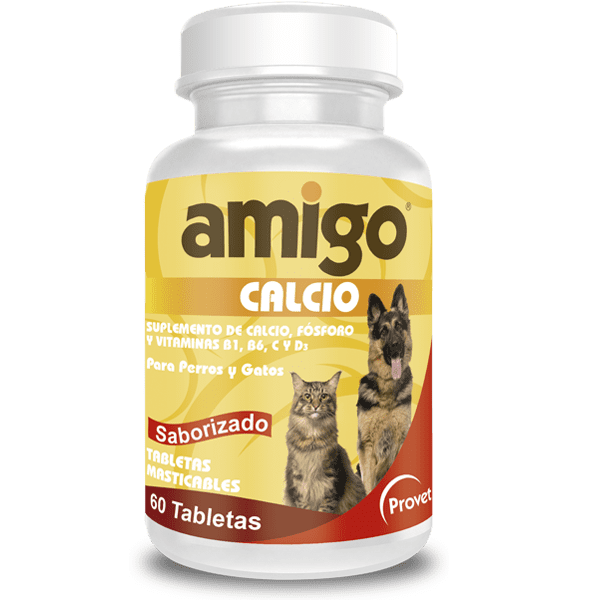 amigo®
CALCIO
SUPLEMENTO DE CALCIO, FÓSFORO
Y VITAMINAS B1, B6, C Y D3
Para Perros y Gatos
Saborizado
TABLETAS
MASTICABLES
60 Tabletas
Provet